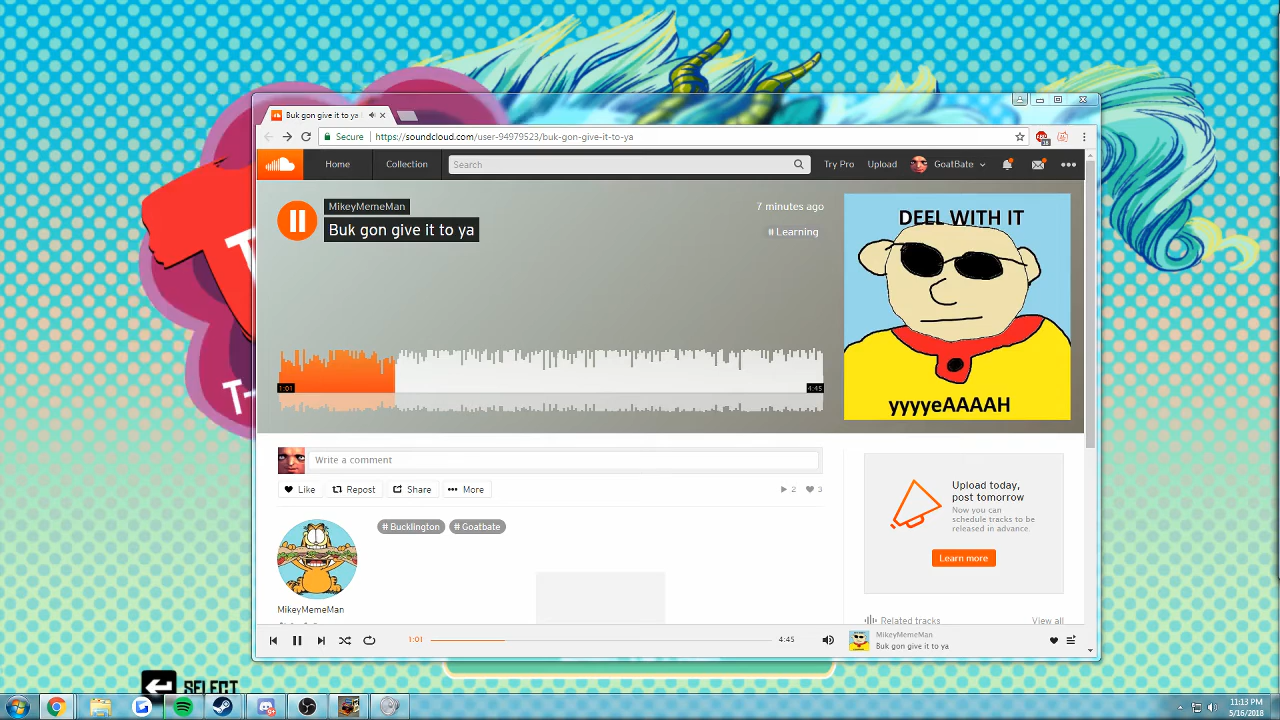 Buk gon give it to ya
Secure
https://soundcloud.com/user-94979523/buk-gon-give-it-to-ya
18
Home
Collection
Search
Try Pro
Upload
GoatBate
MikeyMemeMan
Buk gon give it to ya
7 minutes ago
# Learning
DEEL WITH IT
yyyyeAAAAH
1:01
4:45
Write a comment
Like
Repost
Share
More
2
3
# Bucklington
# Goatbate
MikeyMemeMan
Upload today,
post tomorrow
Now you can
schedule tracks to be
released in advance.
Learn more
Related tracks
View all
1:01
4:45
MikeyMemeMan
Buk gon give it to ya
T-
SELECT
11:13 PM
5/16/2018